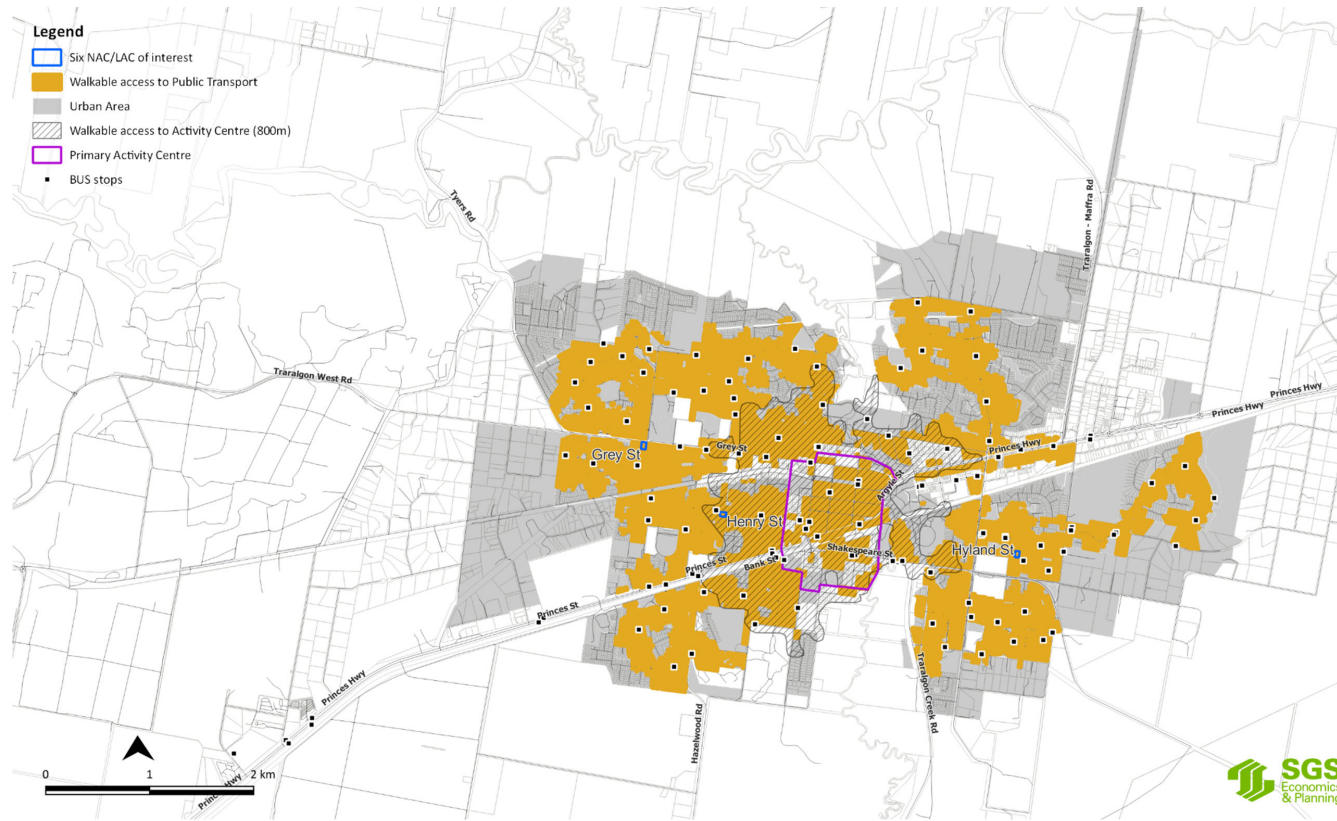 Legend
Six NAC/LAC of interest
Walkable access to Public Transport
Urban Area
Walkable access to Activity Centre (800m)
Primary Activity Centre
BUS stops
Tyers Rd
Traralgon - Maffra Rd
Traralgon West Rd
Princes Hwy
Princes Hwy
Princes Hwy
Grey St
Grey St
Argyle St
Henry St
Shakespeare St
Hyland St
Princes St
Bank St
Princes St
Traralgon Creek Rd
Princes Hwy
Hazelwood Rd
0 1 2 km
Princes Hwy
SGS
Economics
& Planning